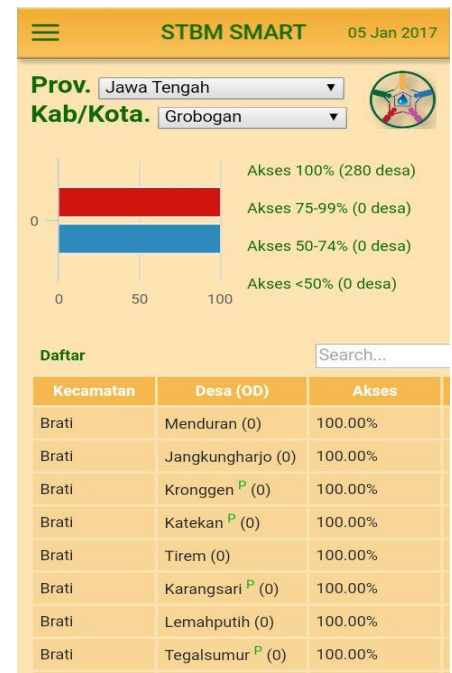 STBM SMART 05 Jan 2017
Prov. Jawa Tengah
Kab/Kota. Grobogan
Akses 100% (280 desa)
Akses 75-99% (0 desa)
0
Akses 50-74% (0 desa)
Akses <50% (0 desa)
0 50 100
Daftar Search...
Kecamatan Desa (OD) Akses
Brati Menduran (0) 100.00%
Brati Jangkungharjo (0) 100.00%
Brati Kronggen P (0) 100.00%
Brati Katekan P (0) 100.00%
Brati Tirem (0) 100.00%
Brati Karangsari P (0) 100.00%
Brati Lemahputih (0) 100.00%
Brati Tegalsumur P (0) 100.00%